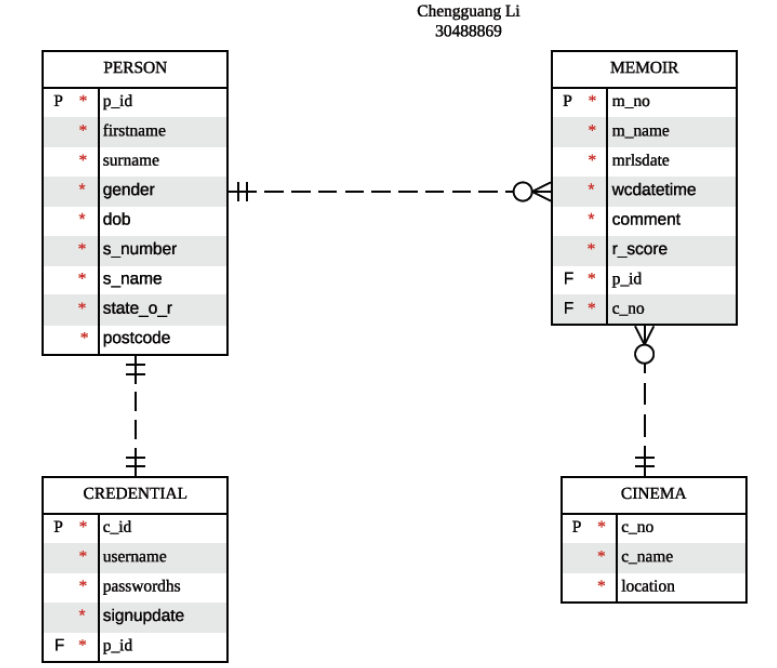 Chengguang Li
30488869
PERSON
P * p_id
* firstname
* surname
* gender
* dob
* s_number
* s_name
* state_o_r
* postcode
MEMOIR
P * m_no
* m_name
* mrlsdate
* wcdatetime
* comment
* r_score
F * p_id
F * c_no
CREDENTIAL
P * c_id
* username
* passwordhs
* signupdate
F * p_id
CINEMA
P * c_no
* c_name
* location